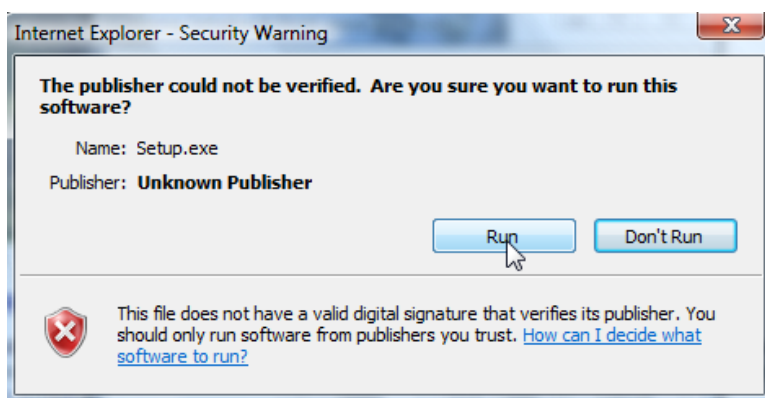 Internet Explorer - Security Warning
The publisher could not be verified. Are you sure you want to run this
software?
Name: Setup.exe
Publisher: Unknown Publisher
Run Don't Run
This file does not have a valid digital signature that verifies its publisher. You
should only run software from publishers you trust. How can I decide what
software to run?